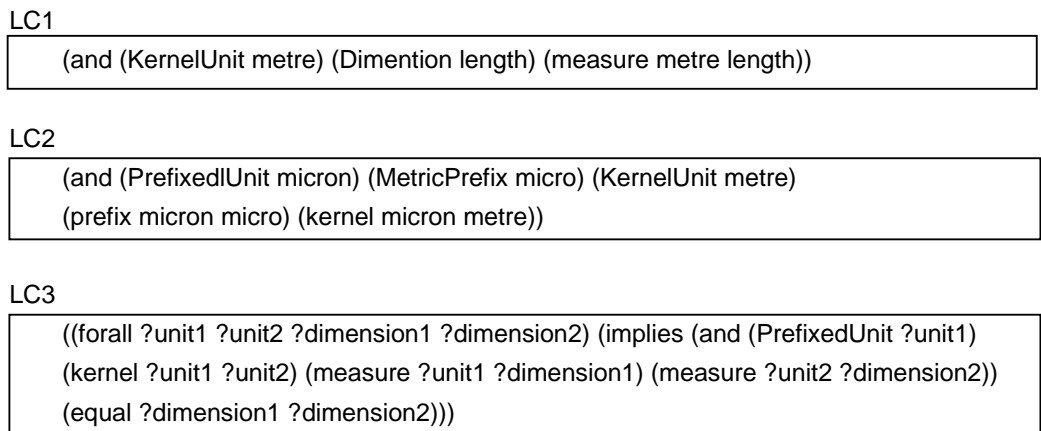 LC1
(and (KernelUnit metre) (Dimention length) (measure metre length))
LC2
(and (PrefixedlUnit micron) (MetricPrefix micro) (KernelUnit metre)
(prefix micron micro) (kernel micron metre))
LC3
((forall ?unit1 ?unit2 ?dimension1 ?dimension2) (implies (and (PrefixedUnit ?unit1)
(kernel ?unit1 ?unit2) (measure ?unit1 ?dimension1) (measure ?unit2 ?dimension2))
(equal ?dimension1 ?dimension2)))